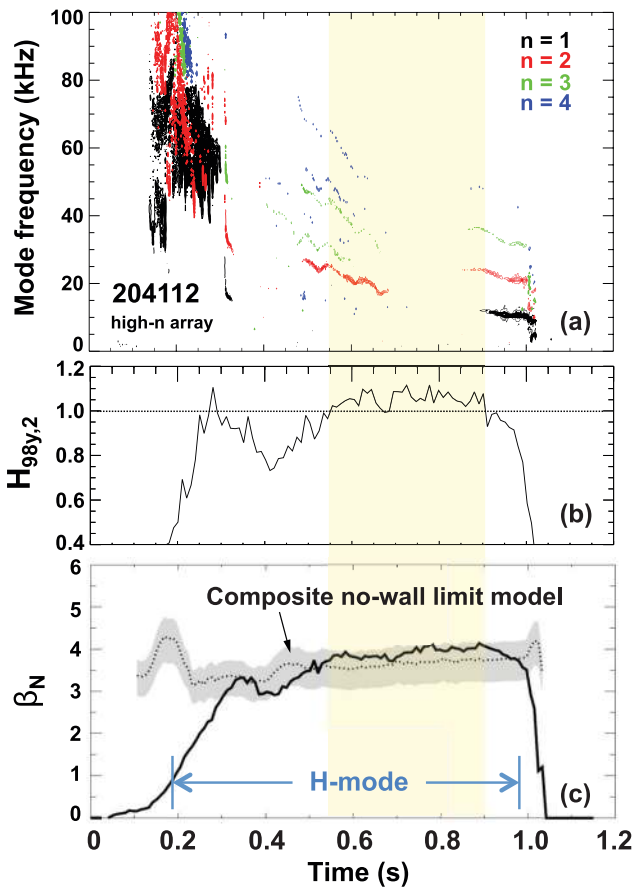 100
80
60
40
20
0
Mode frequency (kHz)
n = 1
n = 2
n = 3
n = 4
204112
high-n array
(a)
1.2
1.0
0.8
0.6
0.4
H98y,2
(b)
6
5
4
3
2
1
0
βN
Composite no-wall limit model
H-mode
(c)
0 0.2 0.4 0.6 0.8 1.0 1.2
Time (s)